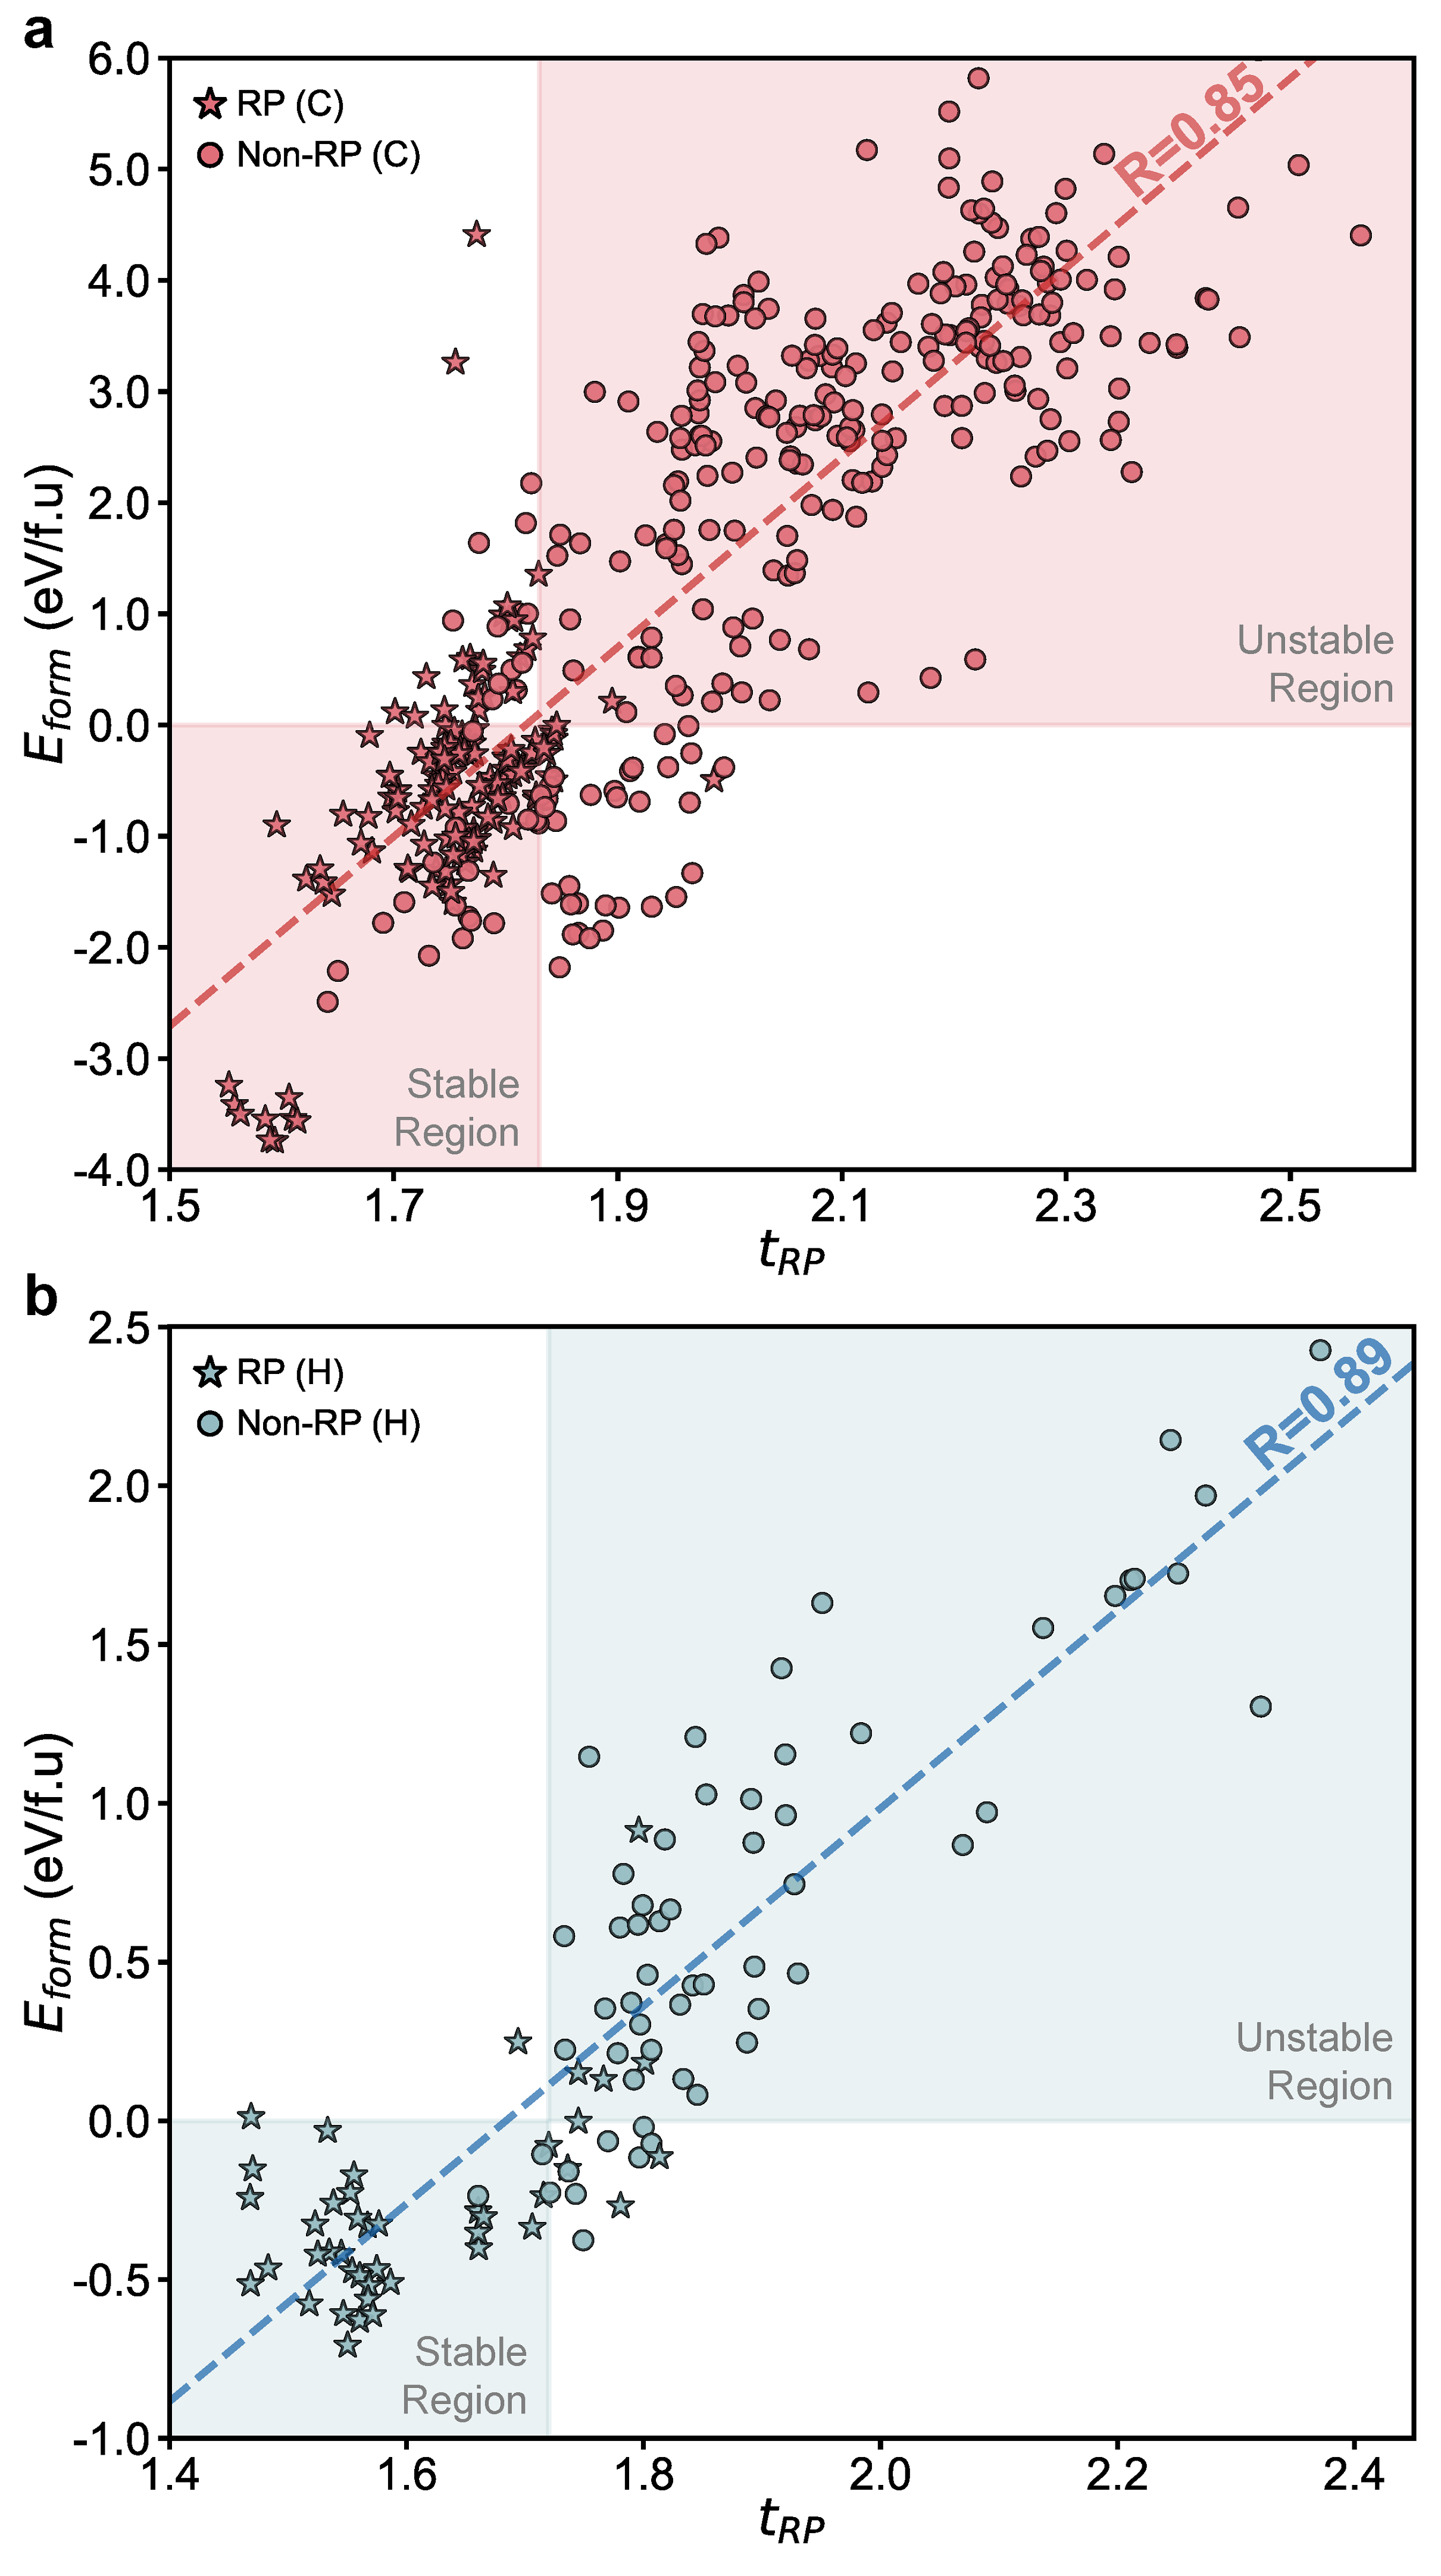 a
6.0
5.0
4.0
3.0
2.0
1.0
0.0
-1.0
-2.0
-3.0
-4.0
E form (eV/f.u)
RP (C)
Non-RP (C)
R=0.85
Unstable
Region
Stable
Region
1.5 1.7 1.9 2.1 2.3 2.5
t RP
b
2.5
2.0
1.5
1.0
0.5
0.0
-0.5
-1.0
E form (eV/f.u)
RP (H)
Non-RP (H)
R=0.89
Unstable
Region
Stable
Region
1.4 1.6 1.8 2.0 2.2 2.4
t RP